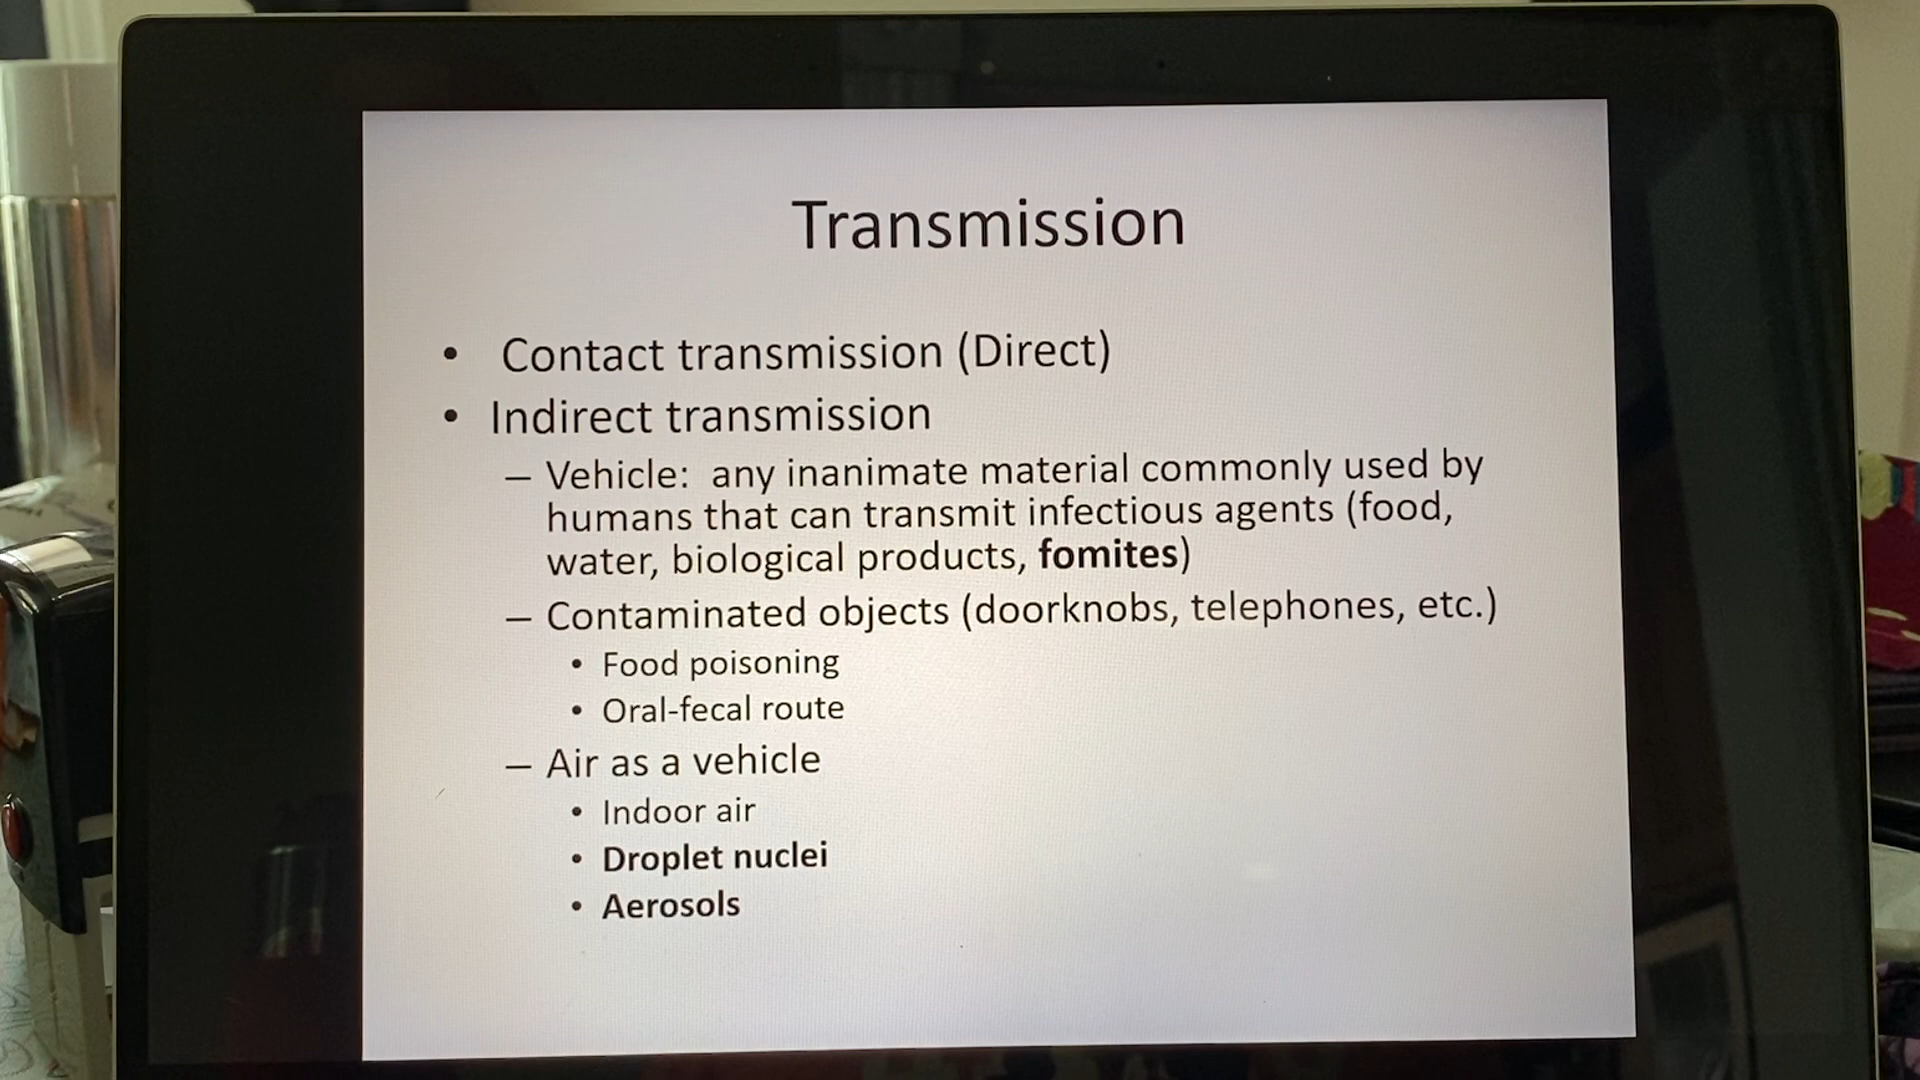 Transmission
• Contact transmission (Direct)
• Indirect transmission
– Vehicle: any inanimate material commonly used by
humans that can transmit infectious agents (food,
water, biological products, fomites)
– Contaminated objects (doorknobs, telephones, etc.)
• Food poisoning
• Oral-fecal route
– Air as a vehicle
• Indoor air
• Droplet nuclei
• Aerosols